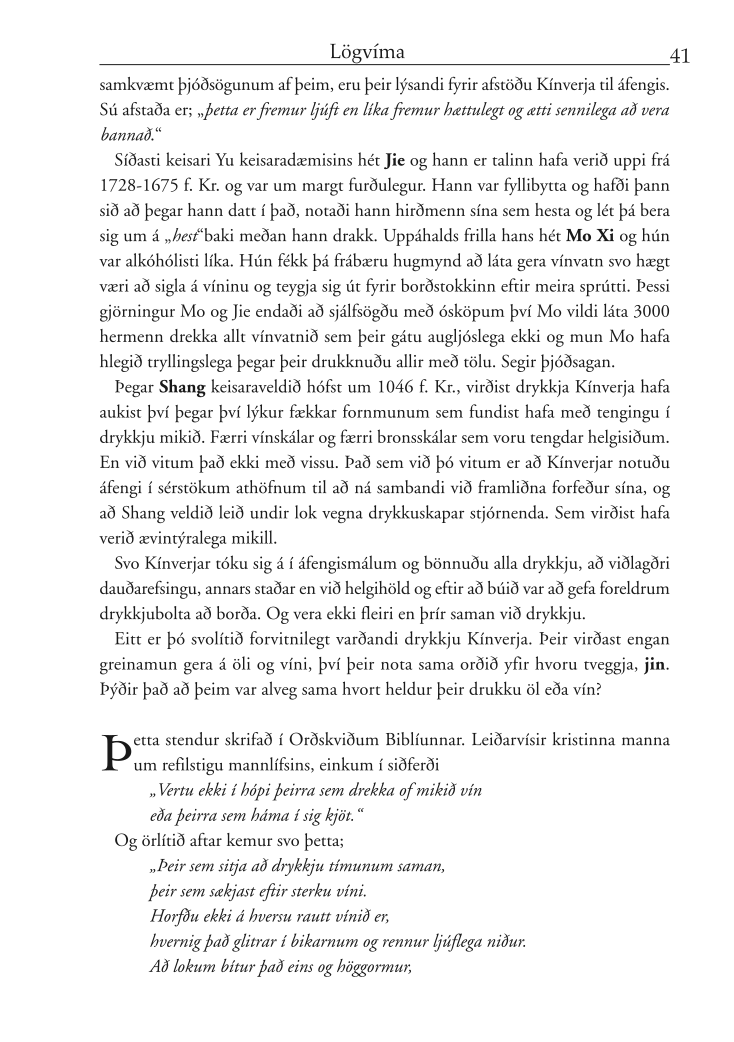 Lögvíma 41
samkvæmt þjóðsögunum af þeim, eru þeir lýsandi fyrir afstöðu Kínverja til áfengis.
Sú afstaða er; „þetta er fremur ljúft en líka fremur hættulegt og ætti sennilega að vera
bannað.“
Síðasti keisari Yu keisaradæmisins hét Jie og hann er talinn hafa verið uppi frá
1728-1675 f. Kr. og var um margt furðulegur. Hann var fyllibytta og hafði þann
sið að þegar hann datt í það, notaði hann hirðmenn sína sem hesta og lét þá bera
sig um á „hest“baki meðan hann drakk. Uppáhalds frilla hans hét Mo Xi og hún
var alkóhólisti líka. Hún fékk þá frábæru hugmynd að láta gera vínvatn svo hægt
væri að sigla á víninu og teygja sig út fyrir borðstokkinn eftir meira sprútti. Þessi
gjörningur Mo og Jie endaði að sjálfsögðu með ósköpum því Mo vildi láta 3000
hermenn drekka allt vínvatnið sem þeir gátu augljóslega ekki og mun Mo hafa
hlegið tryllingslega þegar þeir drukknuðu allir með tölu. Segir þjóðsagan.
Þegar Shang keisaraveldið hófst um 1046 f. Kr., virðist drykkja Kínverja hafa
aukist því þegar því lýkur fækkar fornmunum sem fundist hafa með tengingu í
drykkju mikið. Færri vínskálar og færri bronsskálar sem voru tengdar helgisiðum.
En við vitum það ekki með vissu. Það sem við þó vitum er að Kínverjar notuðu
áfengi í sérstökum athöfnum til að ná sambandi við framliðna forfeður sína, og
að Shang veldið leið undir lok vegna drykkuskapar stjórnenda. Sem virðist hafa
verið ævintýralega mikill.
Svo Kínverjar tóku sig á í áfengismálum og bönnuðu alla drykkju, að viðlagðri
dauðarefsingu, annars staðar en við helgihöld og eftir að búið var að gefa foreldrum
drykkjubolta að borða. Og vera ekki fleiri en þrír saman við drykkju.
Eitt er þó svolítið forvitnilegt varðandi drykkju Kínverja. Þeir virðast engan
greinamun gera á öli og víni, því þeir nota sama orðið yfir hvoru tveggja, jin.
Þýðir það að þeim var alveg sama hvort heldur þeir drukku öl eða vín?
Þetta stendur skrifað í Orðskviðum Biblíunnar. Leiðarvísir kristinna manna
um refilstigu mannlífsins, einkum í siðferði
„Vertu ekki í hópi þeirra sem drekka of mikið vín
eða þeirra sem háma í sig kjöt.“
Og örlítið aftar kemur svo þetta;
„Þeir sem sitja að drykkju tímunum saman,
þeir sem sækjast eftir sterku víni.
Horfðu ekki á hversu rautt vínið er,
hvernig það glitrar í bikarnum og rennur ljúflega niður.
Að lokum bítur það eins og höggormur,